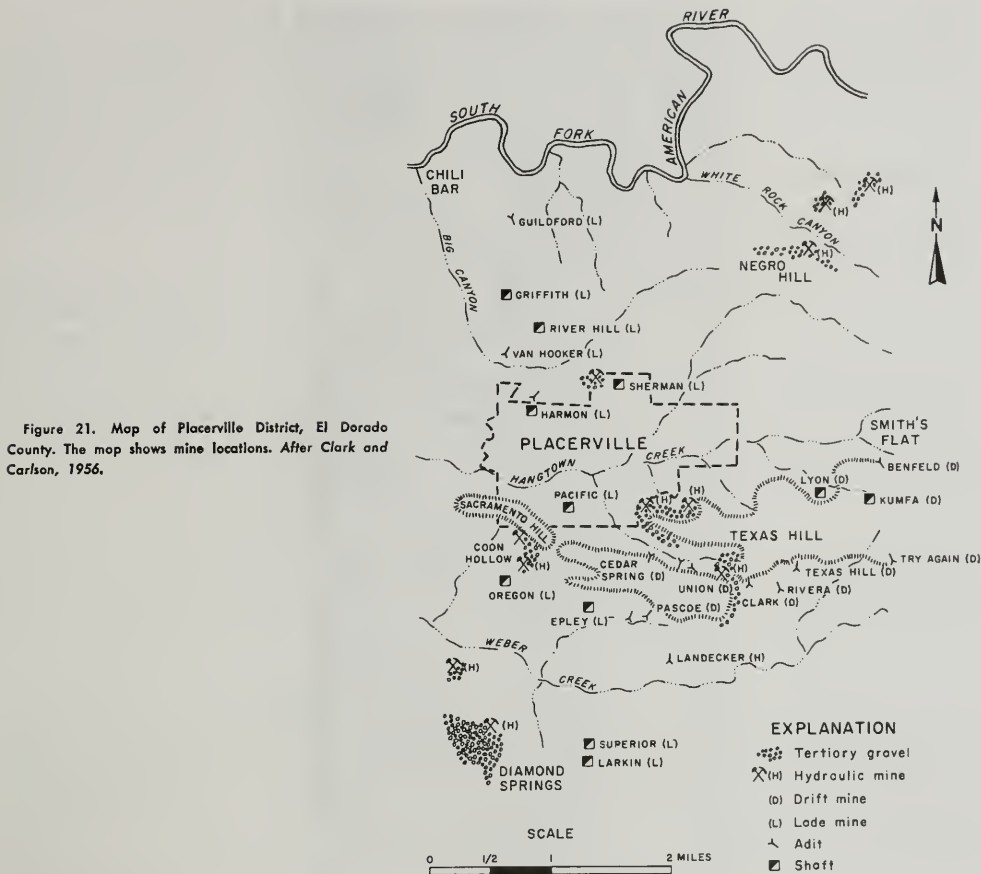 Figure 21. Map of Placerville District, El Dorado
County. The map shows mine locations. After Clark and
Carlson, 1956.
RIVER
SOUTH
FORK
AMERICAN
CHILI
BAR
WHITE
ROCK
CANYON
(H)
(H)
(H)
N
GUILDFORD (L)
BIG
CANYON
NEGRO
HILL
GRIFFITH (L)
RIVER HILL (L)
VAN HOOKER (L)
SHERMAN (L)
HARMON (L)
PLACERVILLE
SMITH'S
FLAT
HANGTOWN
CREEK
BENFELD (D)
LYON (D)
KUMFA (D)
PACIFIC (L)
(H)
(H)
SACRAMENTO HILL
TEXAS HILL
COON
HOLLOW
(H)
CEDAR
SPRING (D)
(H)
TRY AGAIN (D)
TEXAS HILL (D)
UNION (D)
RIVERA (D)
OREGON (L)
CLARK (D)
PASCOE (D)
EPLEY (L)
WEBER
CREEK
LANDECKER (H)
(H)
(H)
SUPERIOR (L)
LARKIN (L)
DIAMOND
SPRINGS
EXPLANATION
Tertiory gravel
(H) Hydraulic mine
(D) Drift mine
(L) Lode mine
Adit
Shaft
SCALE
0 1/2 1 2 MILES